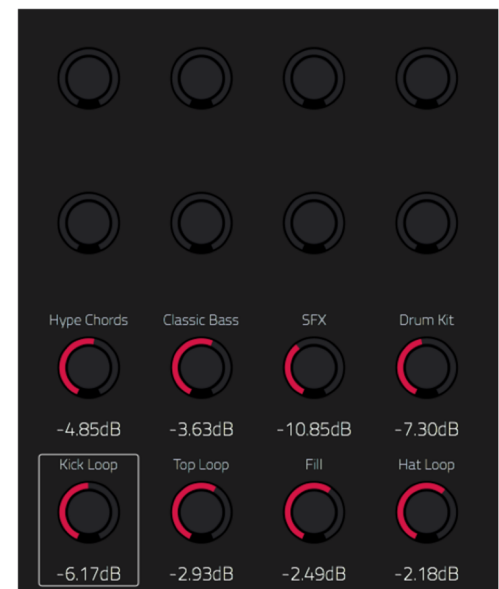 Hype Chords Classic Bass SFX Drum Kit
-4.85dB -3.63dB -10.85dB -7.30dB
Kick Loop Top Loop Fill Hat Loop
-6.17dB -2.93dB -2.49dB -2.18dB